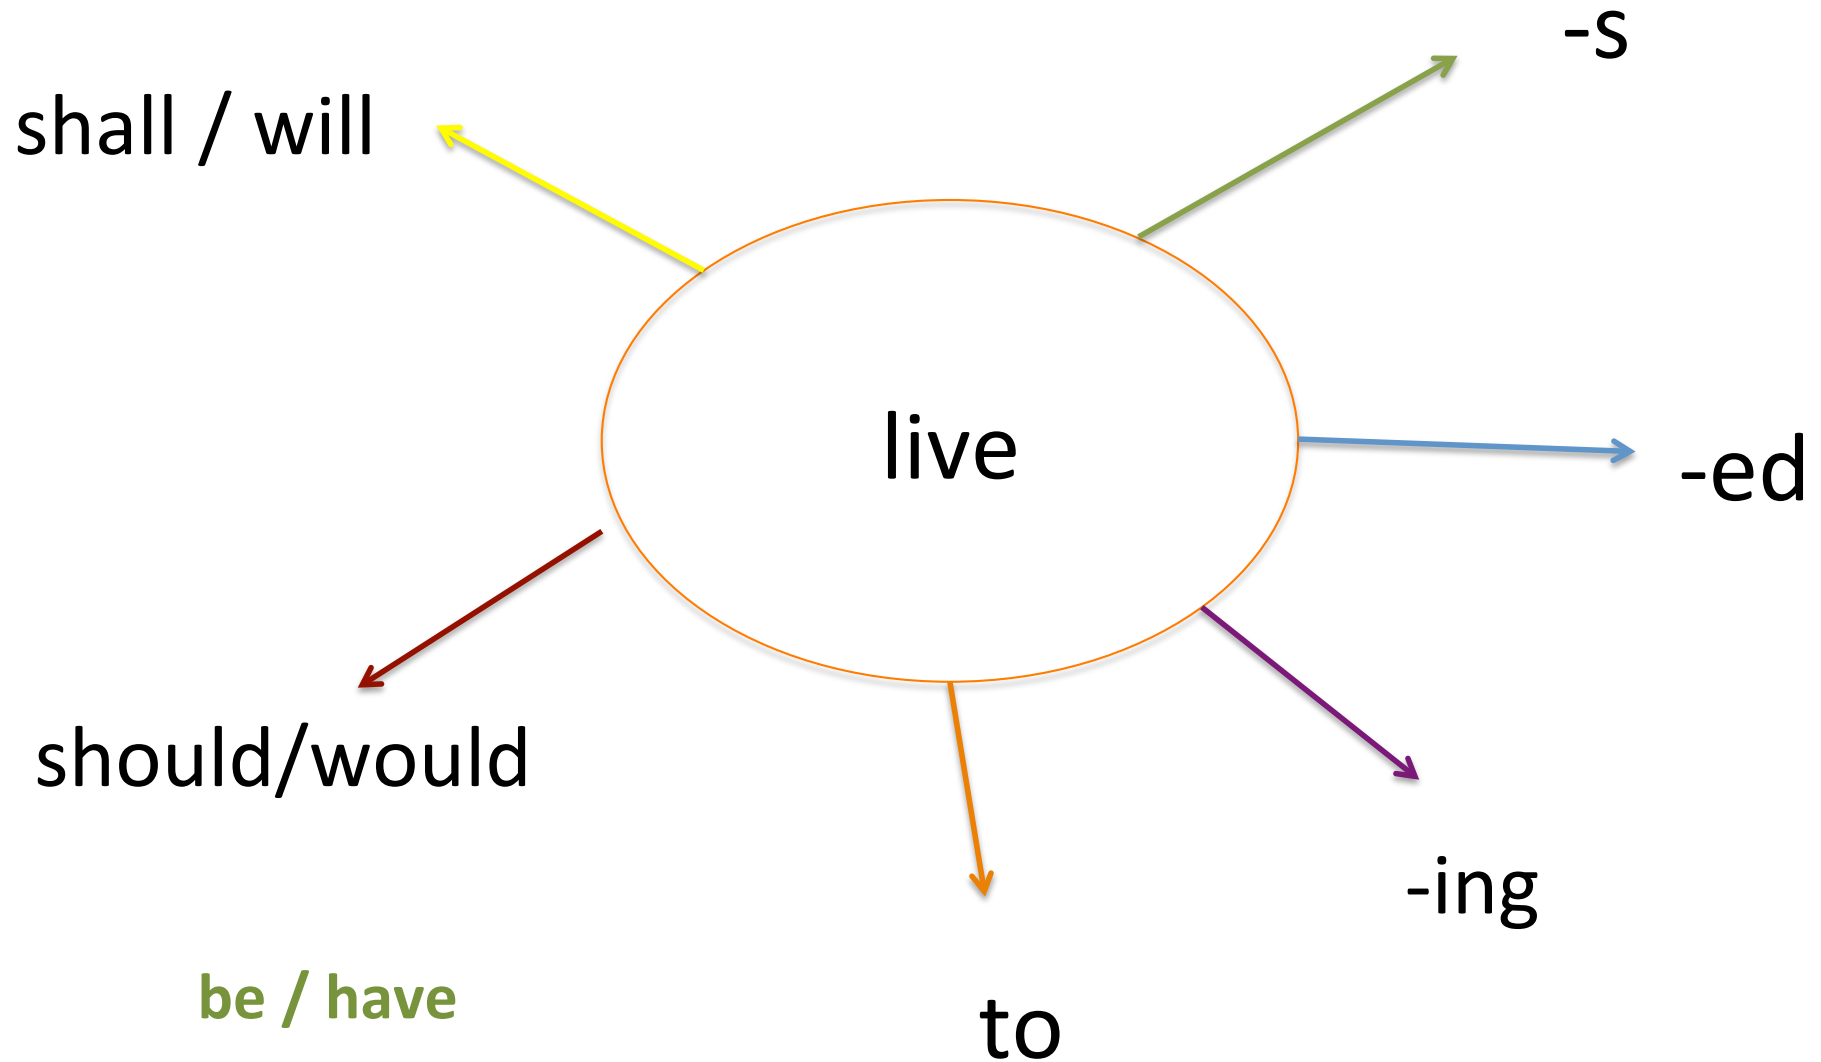 -s
shall / will
live
-ed
should/would
-ing
be / have
to